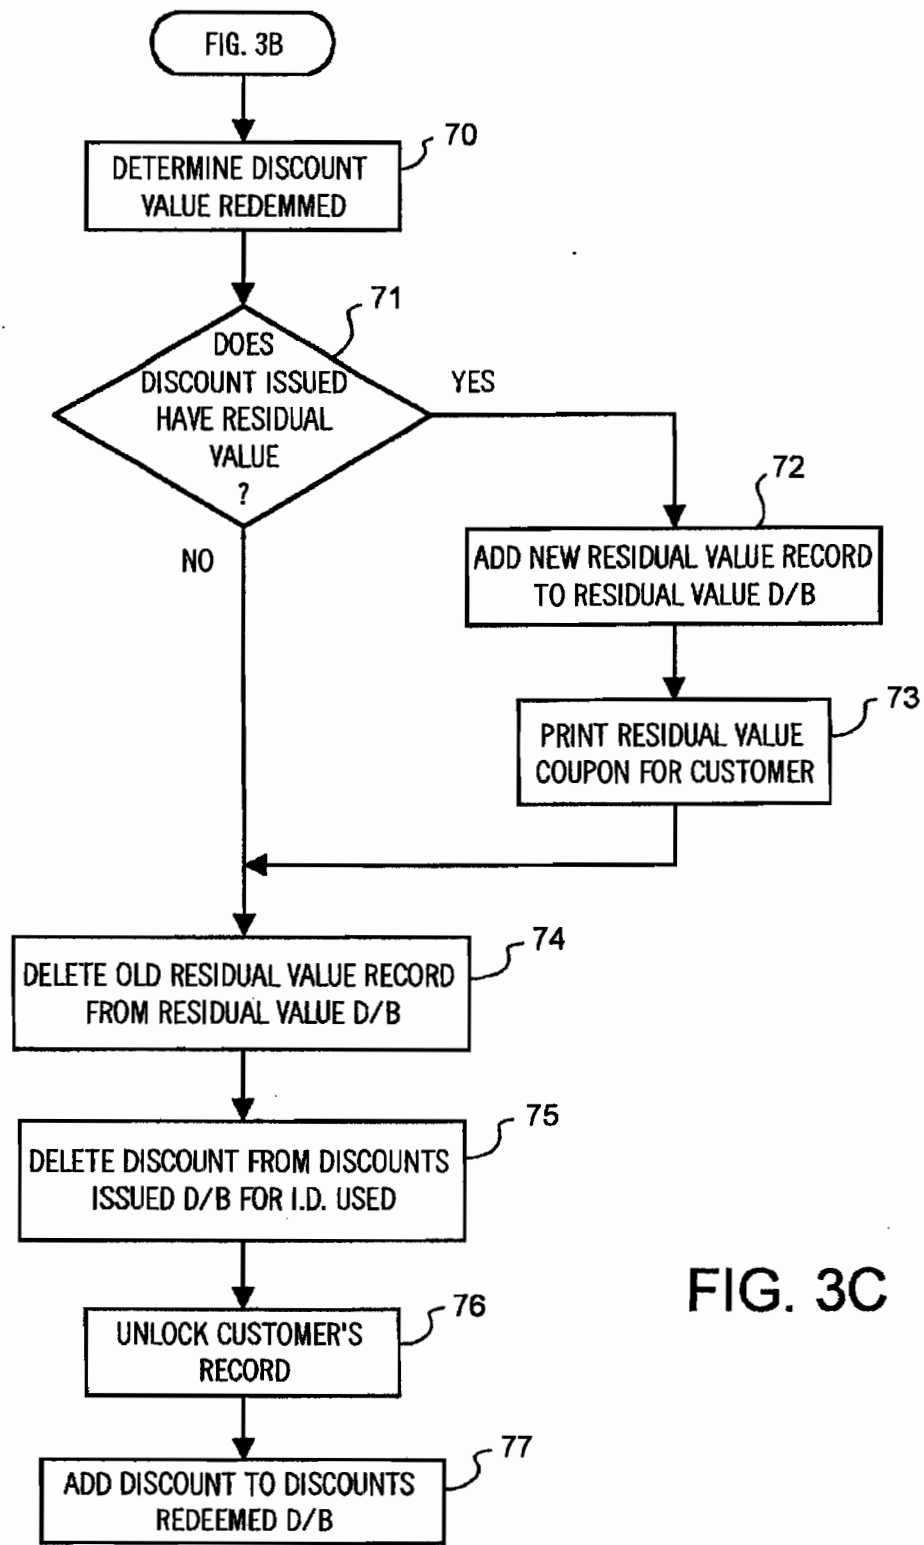 FIG. 3B
70
DETERMINE DISCOUNT
VALUE REDEMMED
71
DOES
DISCOUNT ISSUED
HAVE RESIDUAL
VALUE
?
YES
NO
72
ADD NEW RESIDUAL VALUE RECORD
TO RESIDUAL VALUE D/B
73
PRINT RESIDUAL VALUE
COUPON FOR CUSTOMER
74
DELETE OLD RESIDUAL VALUE RECORD
FROM RESIDUAL VALUE D/B
75
DELETE DISCOUNT FROM DISCOUNTS
ISSUED D/B FOR I.D. USED
76
UNLOCK CUSTOMER'S
RECORD
77
ADD DISCOUNT TO DISCOUNTS
REDEEMED D/B
FIG. 3C